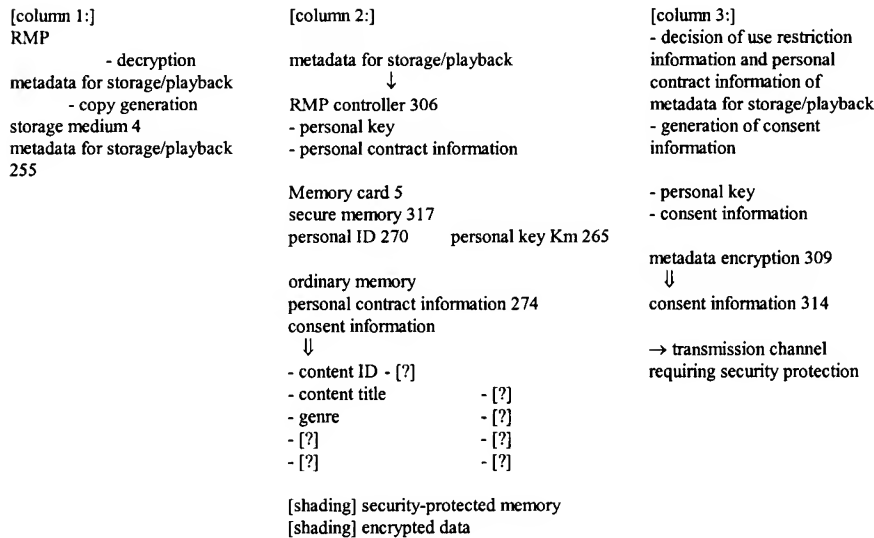 [column 1:]
RMP
- decryption
metadata for storage/playback
- copy generation
storage medium 4
metadata for storage/playback
255
[column 2:]
metadata for storage/playback
↓
RMP controller 306
- personal key
- personal contract information
Memory card 5
secure memory 317
personal ID 270 personal key Km 265
ordinary memory
personal contract information 274
consent information
⇓
- content ID - [?]
- content title - [?]
- genre - [?]
- [?] - [?]
- [?] - [?]
[shading] security-protected memory
[shading] encrypted data
[column 3:]
- decision of use restriction
information and personal
contract information of
metadata for storage/playback
- generation of consent
information
- personal key
- consent information
metadata encryption 309
⇓
consent information 314
→ transmission channel
requiring security protection